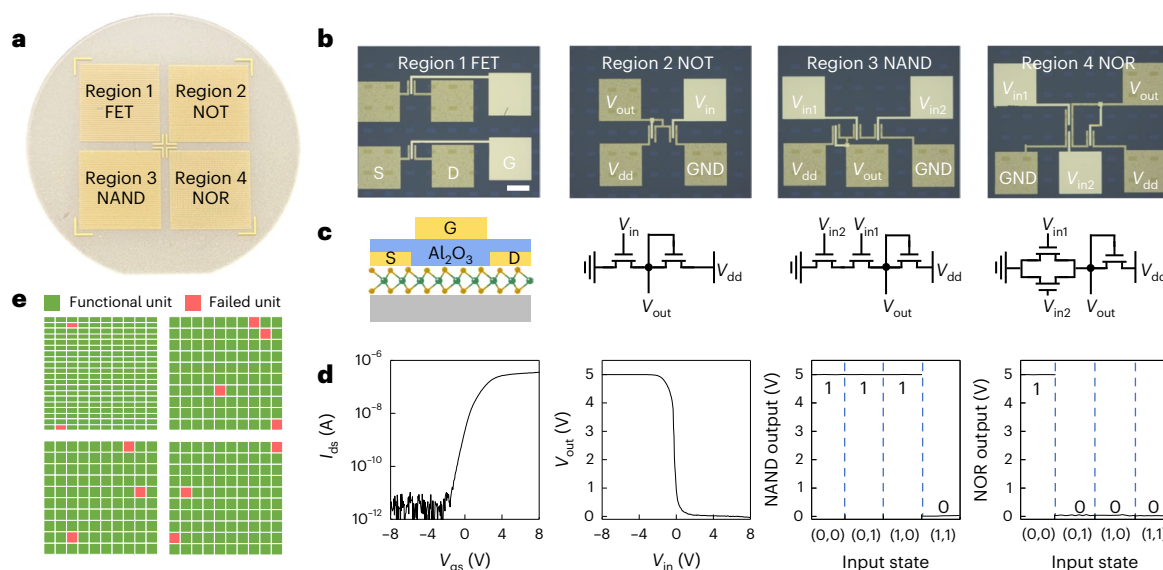 a
Region 1
FET
Region 2
NOT
Region 3
NAND
Region 4
NOR
b
Region 1 FET
S
D
G
Region 2 NOT
Vout
Vin
Vdd
GND
Region 3 NAND
Vin1
Vin2
Vdd
Vout
GND
Region 4 NOR
Vin1
Vout
GND
Vin2
Vdd
c
G
S
Al2O3
D
Vin
Vdd
Vout
Vin2
Vin1
Vdd
Vout
Vin1
Vdd
Vin2
Vout
e
Functional unit
Failed unit
d
Ids (A)
10−6
10−8
10−10
10−12
−8
−4
0
4
8
Vgs (V)
Vout (V)
5
4
3
2
1
0
−8
−4
0
4
8
Vin (V)
NAND output (V)
5
4
3
2
1
0
1
1
1
0
(0,0)
(0,1)
(1,0)
(1,1)
Input state
NOR output (V)
5
4
3
2
1
0
1
0
0
0
(0,0)
(0,1)
(1,0)
(1,1)
Input state